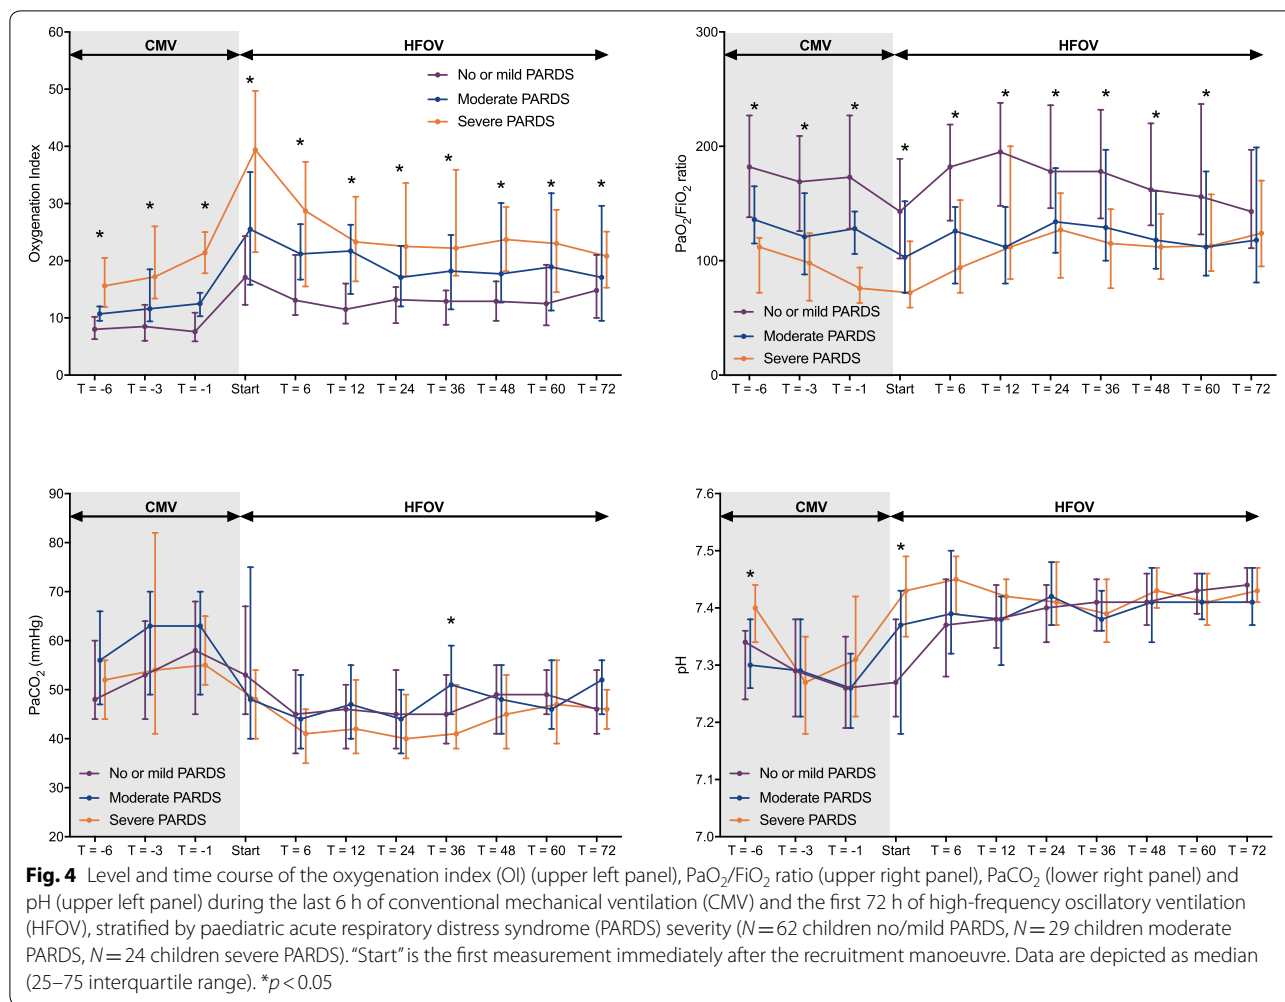 60
50
40
30
20
10
0
Oxygenation Index
CMV
HFOV
No or mild PARDS
Moderate PARDS
Severe PARDS
* * * * * * * * * * *
T = -6 T = -3 T = -1 Start T = 6 T = 12 T = 24 T = 36 T = 48 T = 60 T = 72
300
200
100
0
PaO2/FiO2 ratio
CMV
HFOV
* * * * * * * * * *
No or mild PARDS
Moderate PARDS
Severe PARDS
T = -6 T = -3 T = -1 Start T = 6 T = 12 T = 24 T = 36 T = 48 T = 60 T = 72
90
80
70
60
50
40
30
20
PaCO2 (mmHg)
CMV
HFOV
*
No or mild PARDS
Moderate PARDS
Severe PARDS
T = -6 T = -3 T = -1 Start T = 6 T = 12 T = 24 T = 36 T = 48 T = 60 T = 72
7.6
7.5
7.4
7.3
7.2
7.1
7.0
pH
CMV
HFOV
* *
No or mild PARDS
Moderate PARDS
Severe PARDS
T = -6 T = -3 T = -1 Start T = 6 T = 12 T = 24 T = 36 T = 48 T = 60 T = 72
Fig. 4 Level and time course of the oxygenation index (OI) (upper left panel), PaO2/FiO2 ratio (upper right panel), PaCO2 (lower right panel) and
pH (upper left panel) during the last 6 h of conventional mechanical ventilation (CMV) and the first 72 h of high-frequency oscillatory ventilation
(HFOV), stratified by paediatric acute respiratory distress syndrome (PARDS) severity (N = 62 children no/mild PARDS, N = 29 children moderate
PARDS, N = 24 children severe PARDS). “Start” is the first measurement immediately after the recruitment manoeuvre. Data are depicted as median
(25–75 interquartile range). *p < 0.05